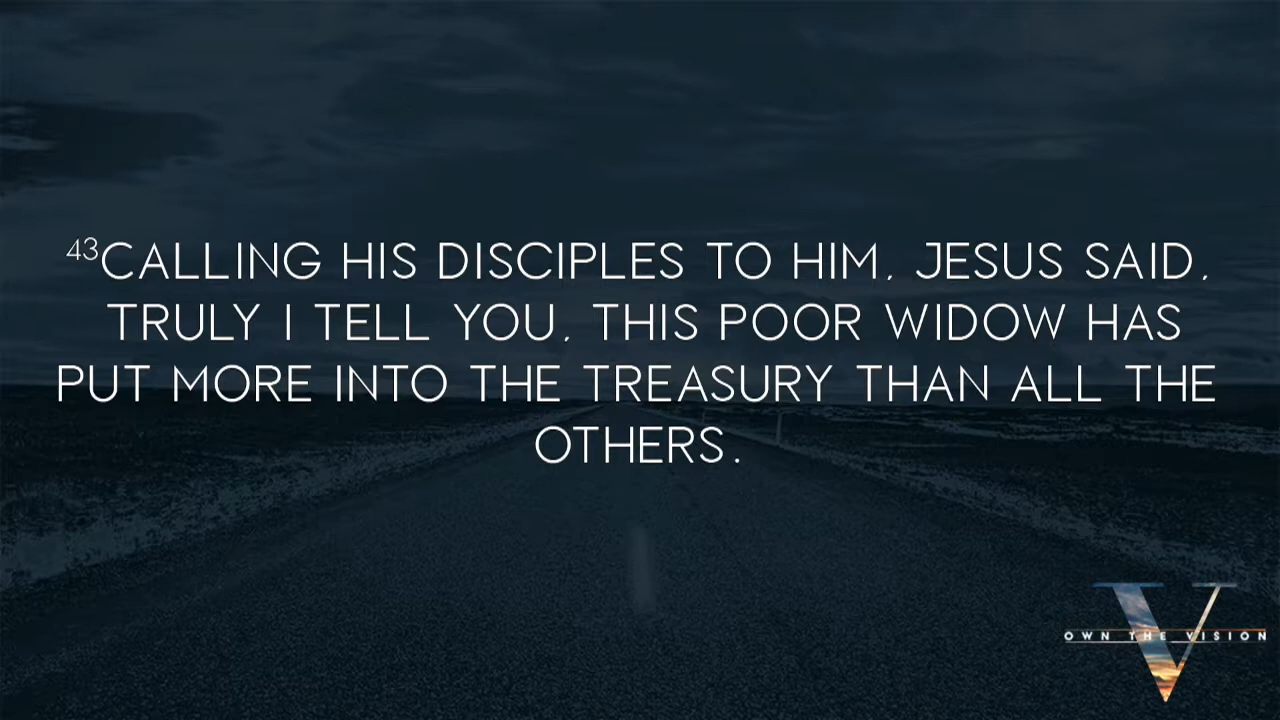 ⁴³CALLING HIS DISCIPLES TO HIM, JESUS SAID,
TRULY I TELL YOU, THIS POOR WIDOW HAS
PUT MORE INTO THE TREASURY THAN ALL THE
OTHERS.
V
OWN THE VISION